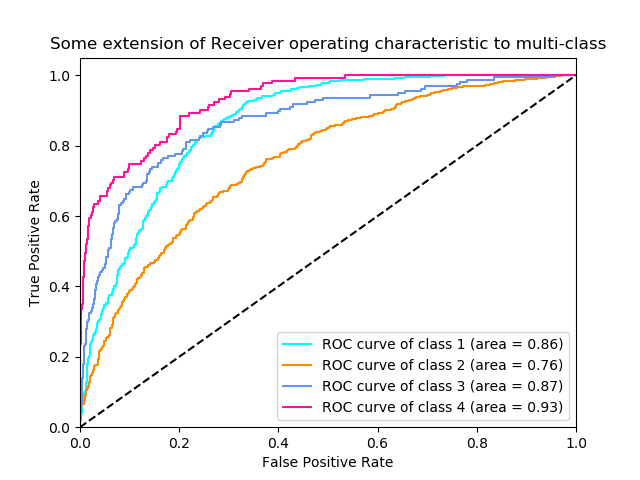 Some extension of Receiver operating characteristic to multi-class
1.0
0.8
0.6
0.4
0.2
0.0
True Positive Rate
ROC curve of class 1 (area = 0.86)
ROC curve of class 2 (area = 0.76)
ROC curve of class 3 (area = 0.87)
ROC curve of class 4 (area = 0.93)
0.0 0.2 0.4 0.6 0.8 1.0
False Positive Rate